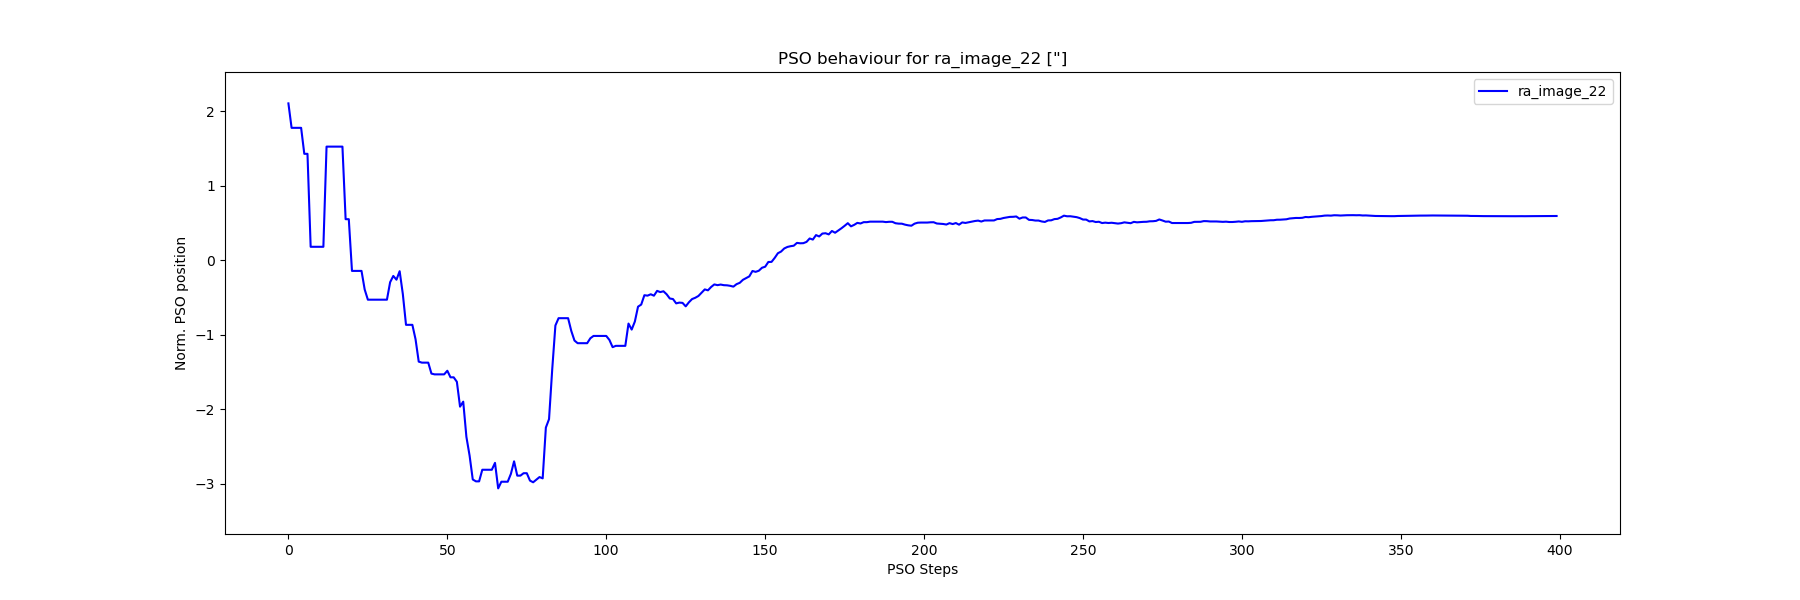 PSO behaviour for ra_image_22 ["]
ra_image_22
Norm. PSO position
2
1
0
−1
−2
−3
0 50 100 150 200 250 300 350 400
PSO Steps